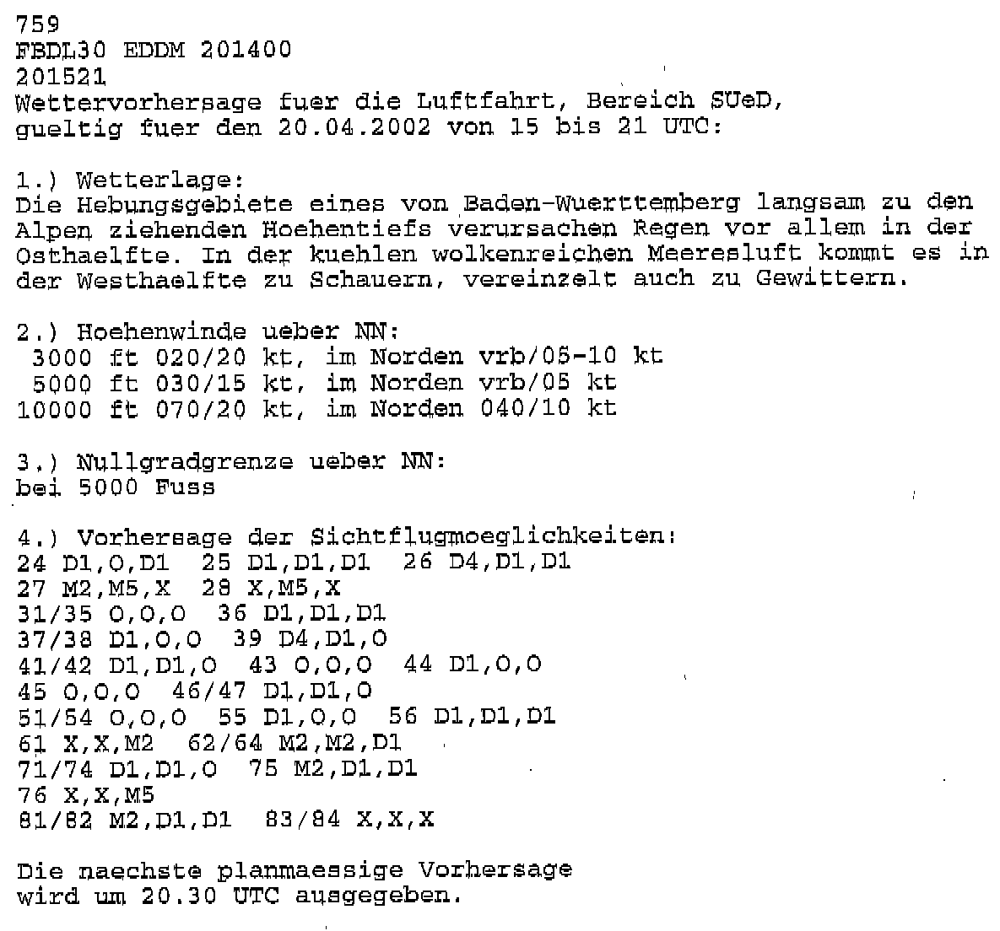 759
FBDL30 EDDM 201400
201521
Wettervorhersage fuer die Luftfahrt, Bereich SUeD,
gueltig fuer den 20.04.2002 von 15 bis 21 UTC:
1.) Wetterlage:
Die Hebungsgebiete eines von Baden-Wuerttemberg langsam zu den
Alpen ziehenden Hoehentiefs verursachen Regen vor allem in der
Osthaelfte. In der kuehlen wolkenreichen Meeresluft kommt es in
der Westhaelfte zu Schauern, vereinzelt auch zu Gewittern.
2.) Hoehenwinde ueber NN:
3000 ft 020/20 kt, im Norden vrb/05-10 kt
5000 ft 030/15 kt, im Norden vrb/05 kt
10000 ft 070/20 kt, im Norden 040/10 kt
3.) Nullgradgrenze ueber NN:
bei 5000 Fuss
4.) Vorhersage der Sichtflugmoeglichkeiten:
24 D1,O,D1  25 D1,D1,D1  26 D4,D1,D1
27 M2,M5,X  28 X,M5,X
31/35 O,O,O  36 D1,D1,D1
37/38 D1,O,O  39 D4,D1,O
41/42 D1,D1,O  43 O,O,O  44 D1,O,O
45 O,O,O  46/47 D1,D1,O
51/54 O,O,O  55 D1,O,O  56 D1,D1,D1
61 X,X,M2  62/64 M2,M2,D1
71/74 D1,D1,O  75 M2,D1,D1
76 X,X,M5
81/82 M2,D1,D1  83/84 X,X,X
Die naechste planmaessige Vorhersage
wird um 20.30 UTC ausgegeben.